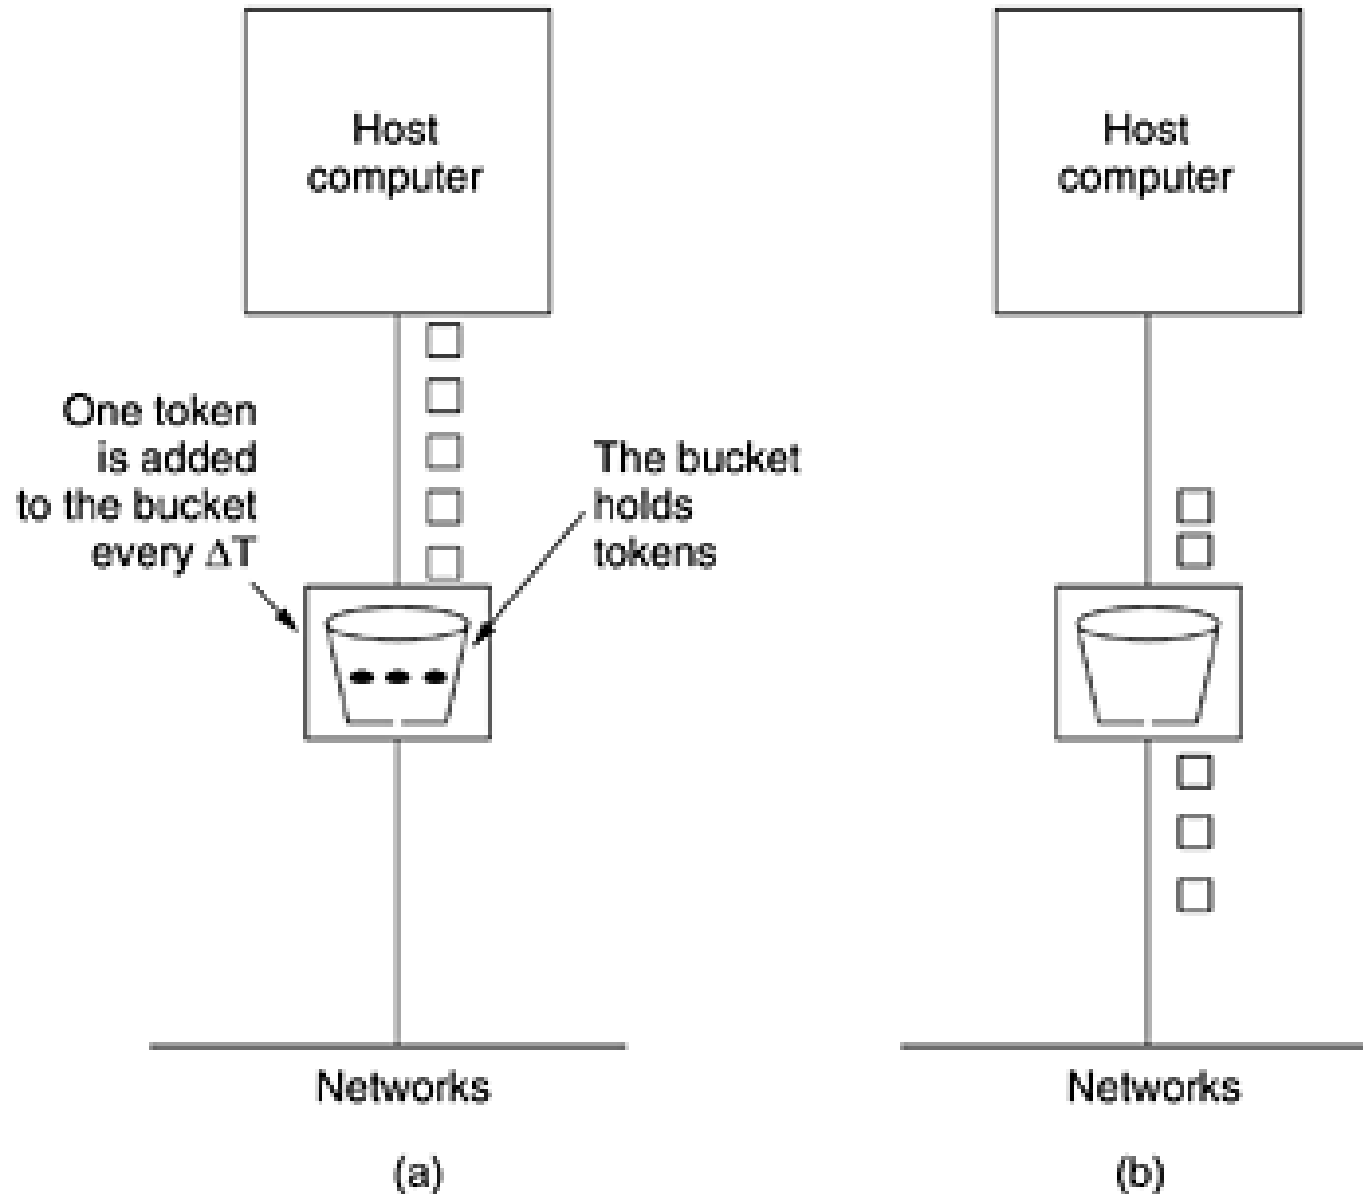 Host
computer
One token
is added
to the bucket
every ΔT
The bucket
holds
tokens
Networks
(a)
Host
computer
Networks
(b)